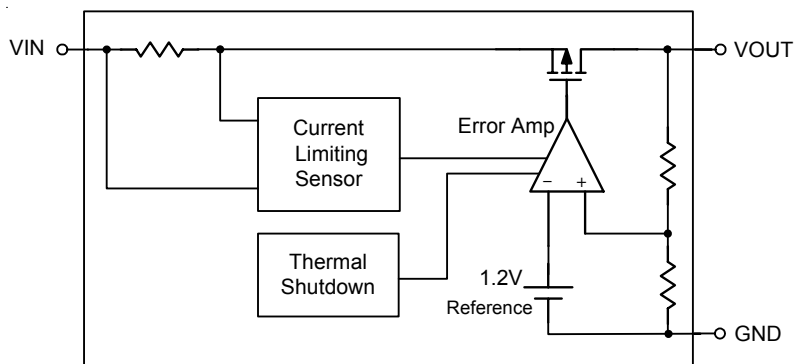 VIN
VOUT
Error Amp
Current
Limiting
Sensor
− +
Thermal
Shutdown
1.2V
Reference
GND